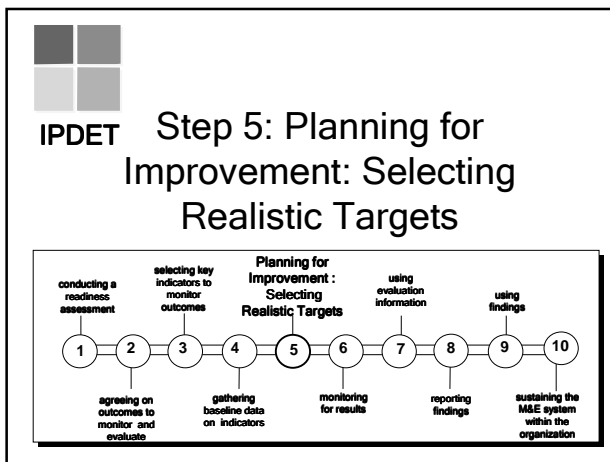 IPDET
Step 5: Planning for
Improvement: Selecting
Realistic Targets
conducting a
readiness
assessment
selecting key
indicators to
monitor
outcomes
Planning for
Improvement :
Selecting
Realistic Targets
using
evaluation
information
using
findings
1
2
3
4
5
6
7
8
9
10
agreeing on
outcomes to
monitor and
evaluate
gathering
baseline data
on indicators
monitoring
for results
reporting
findings
sustaining the
M&E system
within the
organization